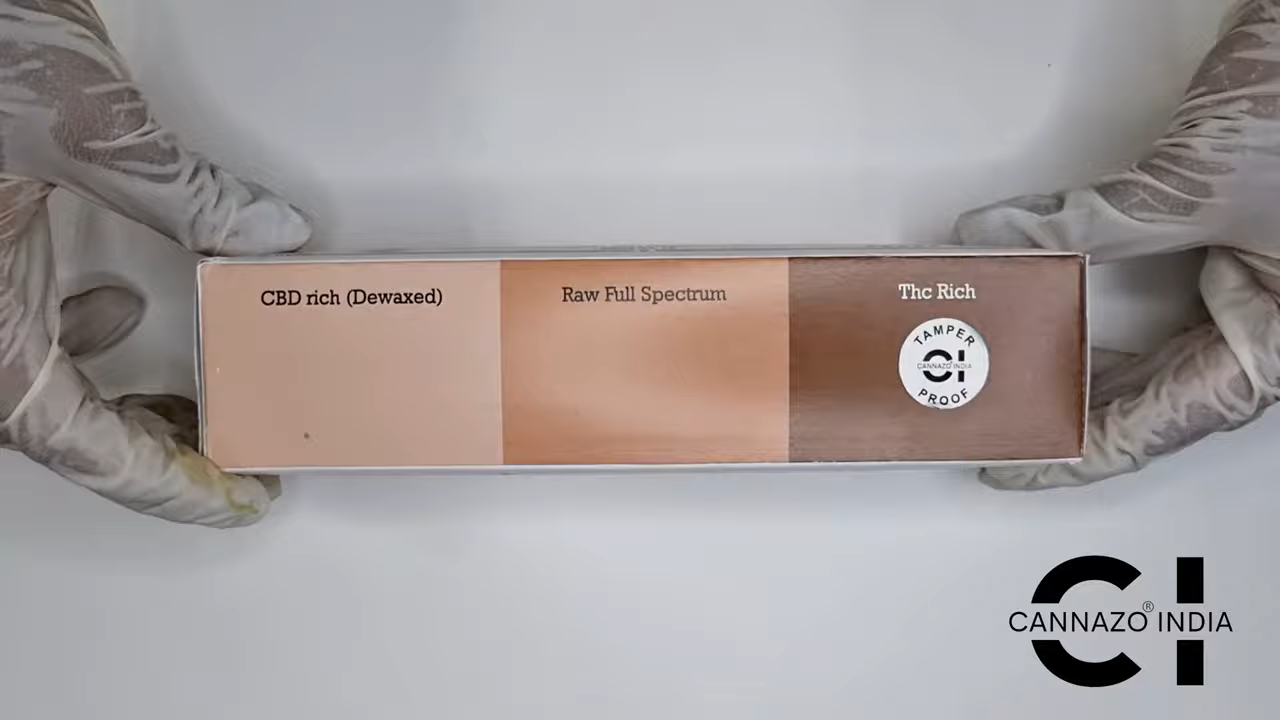 CBD rich (Dewaxed)
Raw Full Spectrum
Thc Rich
TAMPER
CI
CANNAZO INDIA
PROOF
CI
CANNAZO® INDIA